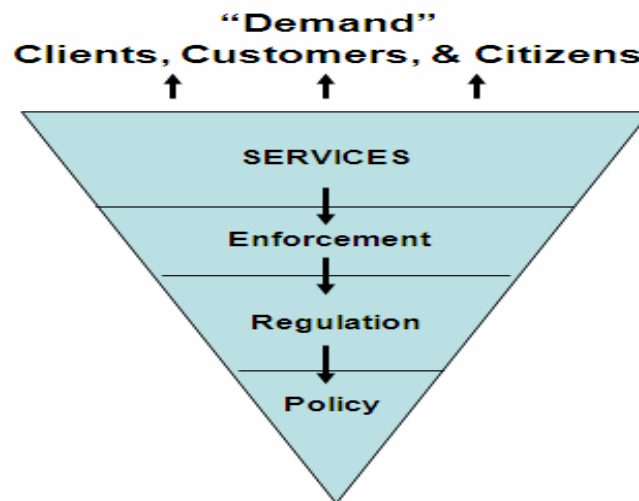 “Demand”
Clients, Customers, & Citizens
SERVICES
Enforcement
Regulation
Policy